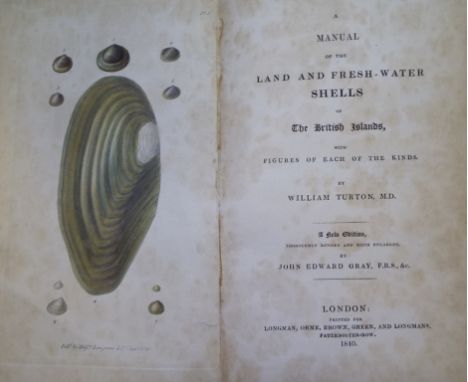 A
MANUAL
OF THE
LAND AND FRESH-WATER
SHELLS
OF
The British Islands,
WITH
FIGURES OF EACH OF THE KINDS.
BY
WILLIAM TURTON, M.D.
A New Edition,
THOROUGHLY REVISED AND MUCH ENLARGED,
BY
JOHN EDWARD GRAY, F.R.S., &c.
LONDON:
PRINTED FOR
LONGMAN, ORME, BROWN, GREEN, AND LONGMANS,
PATERNOSTER-ROW.
1840.